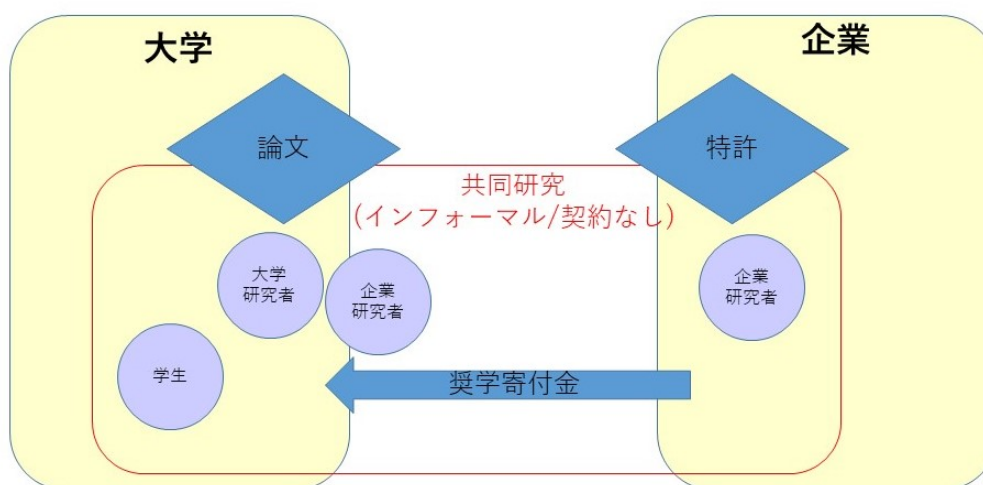 大学
企業
論文
特許
共同研究
(インフォーマル/契約なし)
大学
研究者
企業
研究者
企業
研究者
学生
奨学寄付金